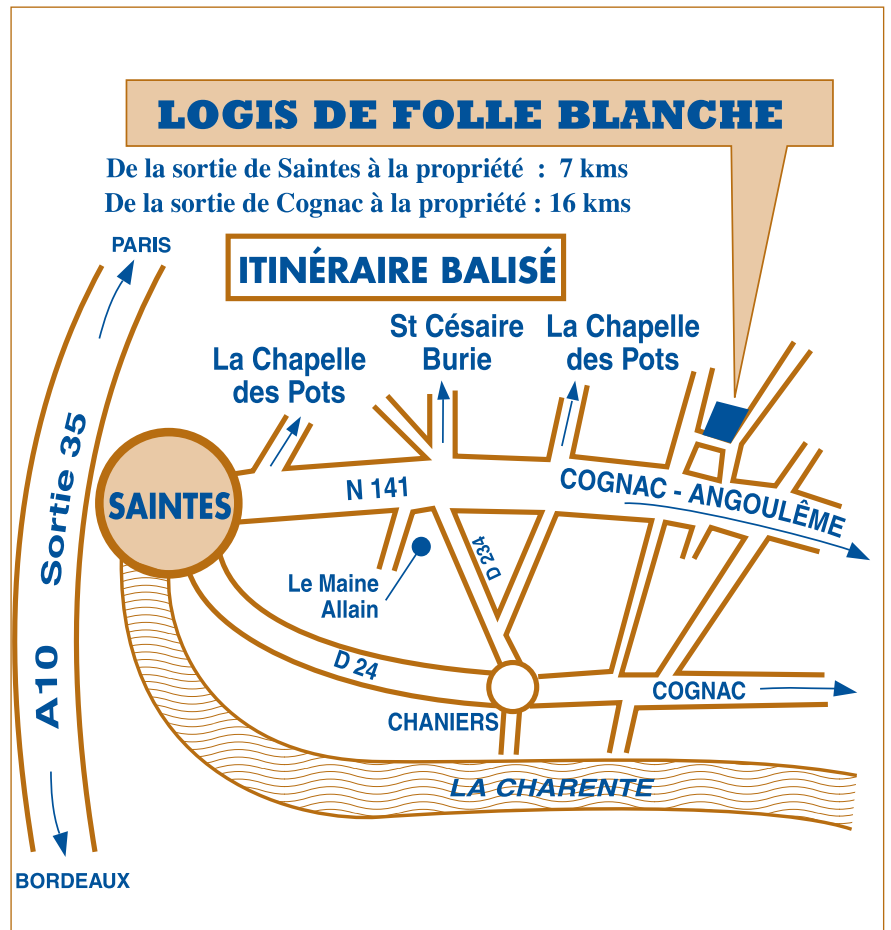 LOGIS DE FOLLE BLANCHE
De la sortie de Saintes à la propriété : 7 kms
De la sortie de Cognac à la propriété : 16 kms
PARIS
ITINÉRAIRE BALISÉ
St Césaire
Burie
La Chapelle
des Pots
La Chapelle
des Pots
A10 Sortie 35
SAINTES
N 141
COGNAC - ANGOULÊME
D 234
Le Maine
Allain
D 24
COGNAC
CHANIERS
LA CHARENTE
BORDEAUX